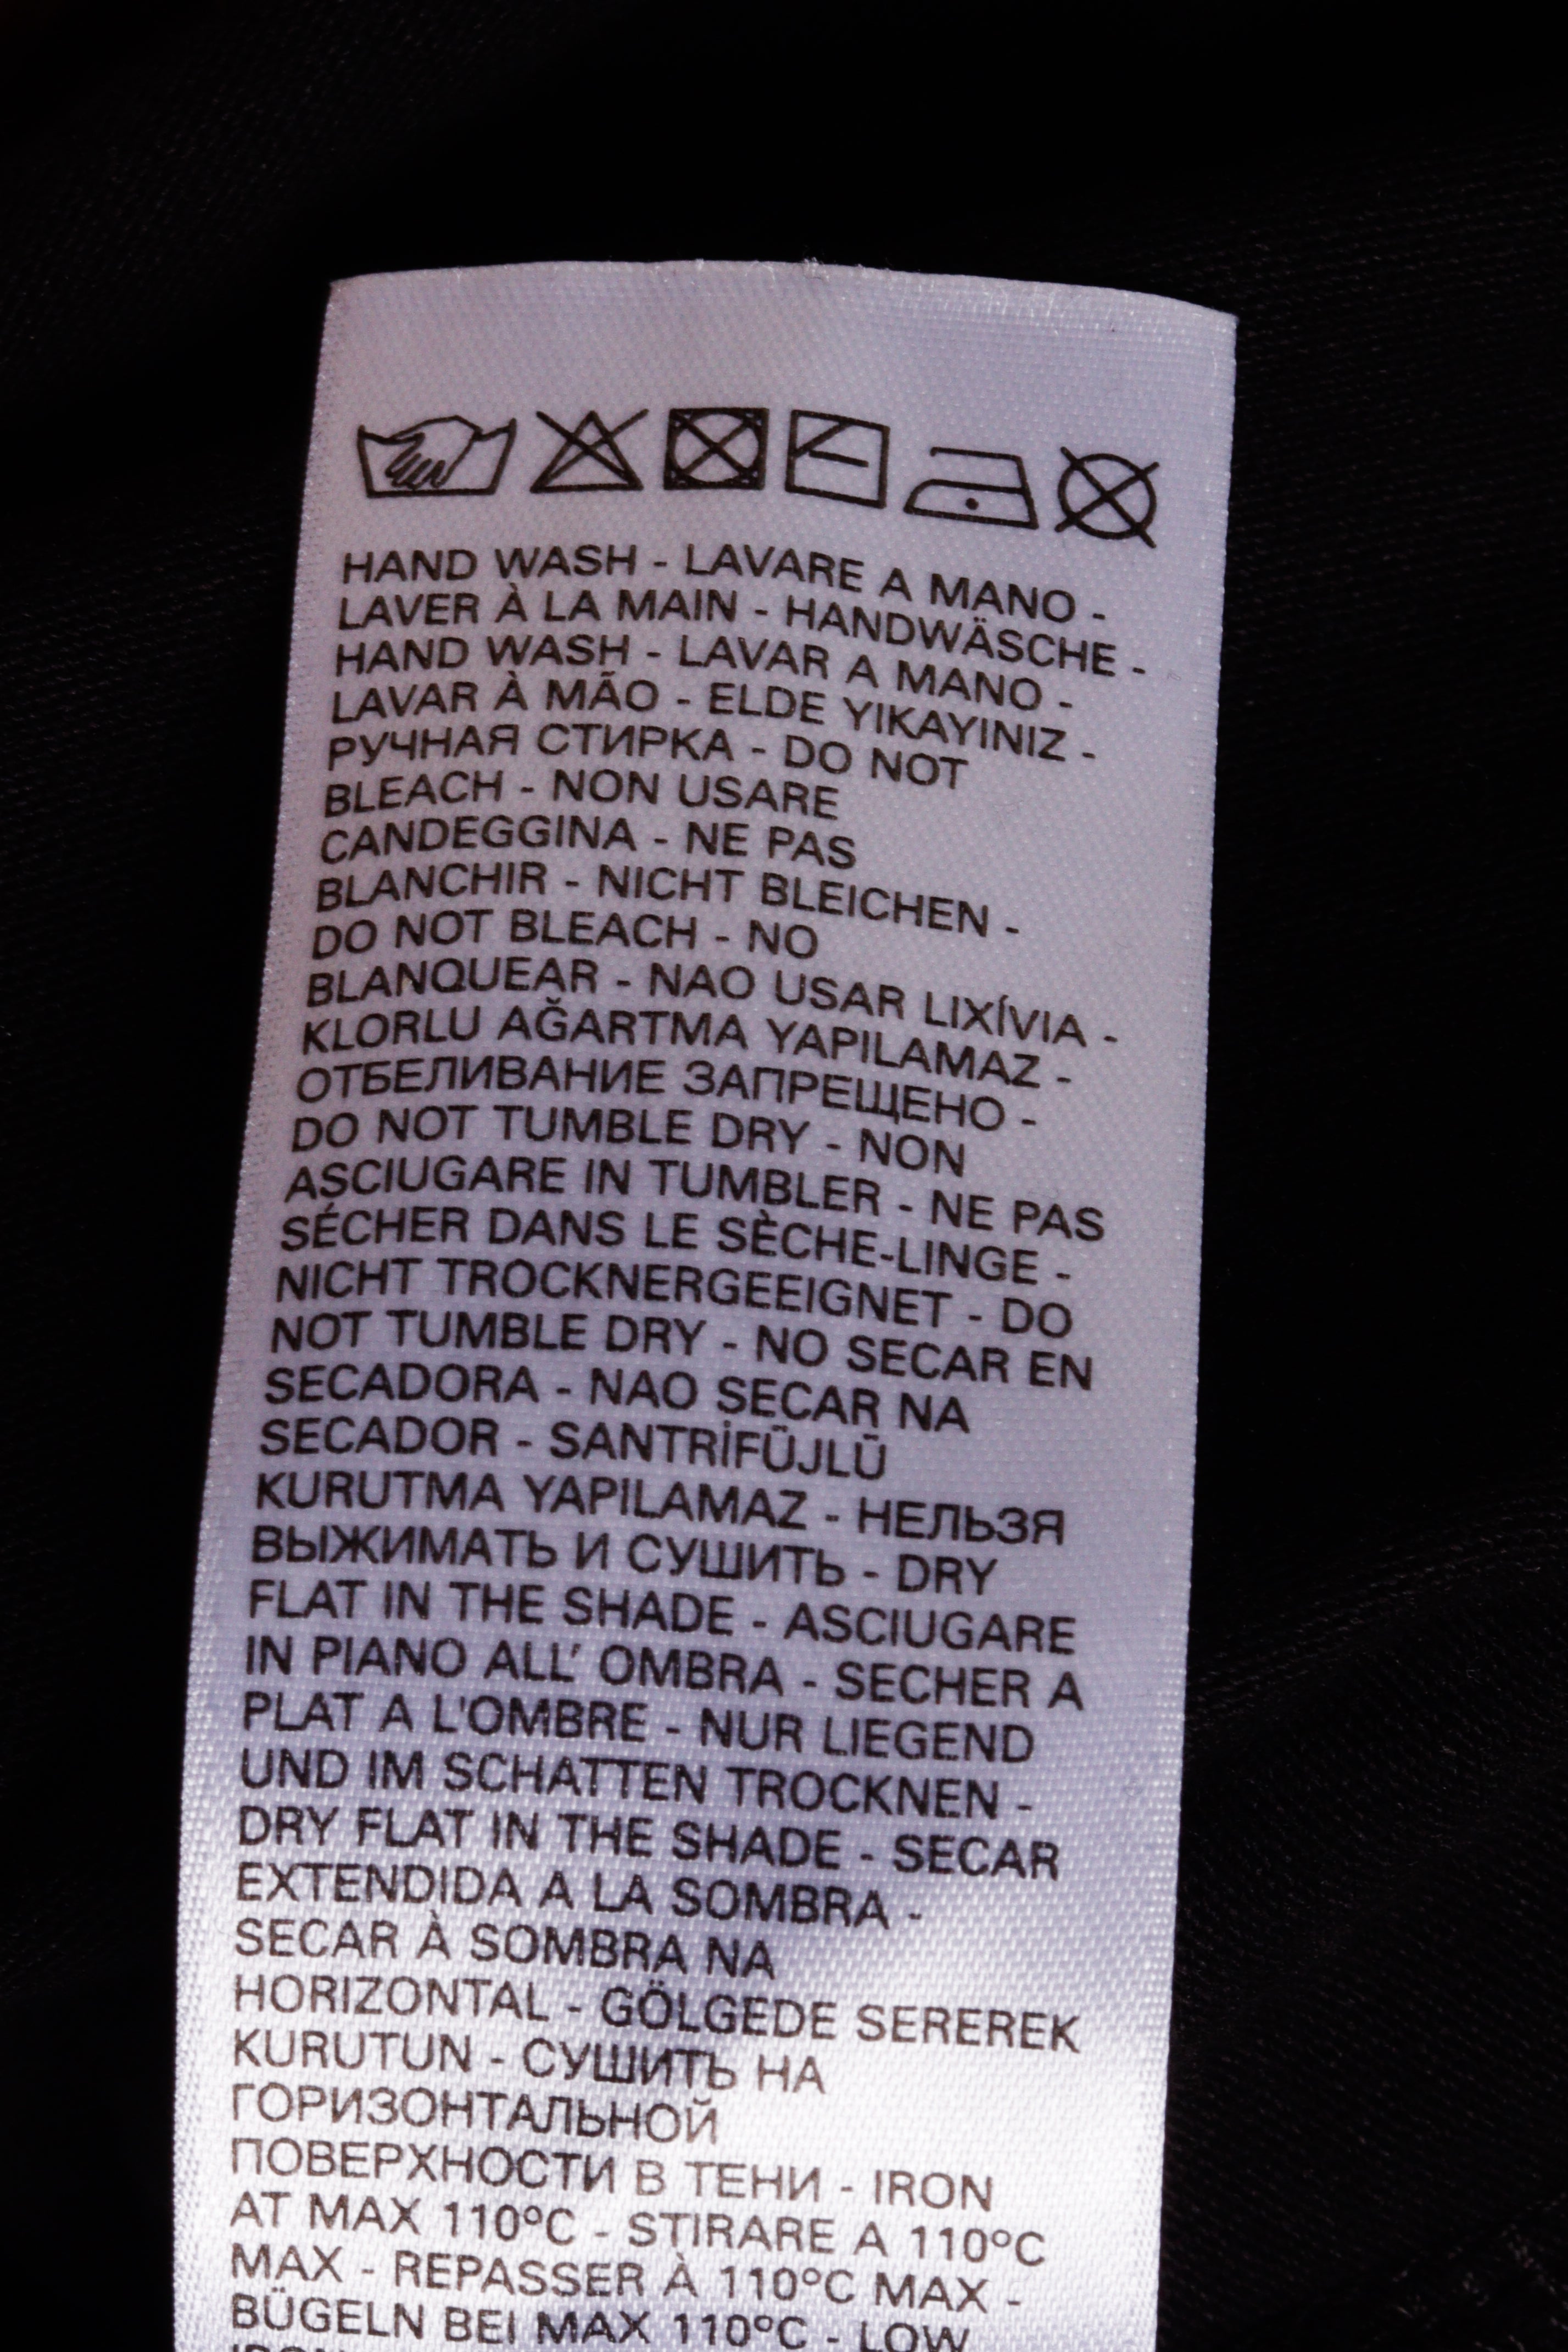 HAND WASH - LAVARE A MANO -
LAVER À LA MAIN - HANDWÄSCHE -
HAND WASH - LAVAR A MANO -
LAVAR À MÃO - ELDE YIKAYINIZ -
РУЧНАЯ СТИРКА - DO NOT
BLEACH - NON USARE
CANDEGGINA - NE PAS
BLANCHIR - NICHT BLEICHEN -
DO NOT BLEACH - NO
BLANQUEAR - NAO USAR LIXÍVIA -
KLORLU AĞARTMA YAPILAMAZ -
ОТБЕЛИВАНИЕ ЗАПРЕЩЕНО -
DO NOT TUMBLE DRY - NON
ASCIUGARE IN TUMBLER - NE PAS
SÉCHER DANS LE SÈCHE-LINGE -
NICHT TROCKNERGEEIGNET - DO
NOT TUMBLE DRY - NO SECAR EN
SECADORA - NAO SECAR NA
SECADOR - SANTRİFŪJLŪ
KURUTMA YAPILAMAZ - НЕЛЬЗЯ
ВЫЖИМАТЬ И СУШИТЬ - DRY
FLAT IN THE SHADE - ASCIUGARE
IN PIANO ALL' OMBRA - SECHER A
PLAT A L'OMBRE - NUR LIEGEND
UND IM SCHATTEN TROCKNEN -
DRY FLAT IN THE SHADE - SECAR
EXTENDIDA A LA SOMBRA -
SECAR À SOMBRA NA
HORIZONTAL - GÖLGEDE SEREREK
KURUTUN - СУШИТЬ НА
ГОРИЗОНТАЛЬНОЙ
ПОВЕРХНОСТИ В ТЕНИ - IRON
AT MAX 110ºC - STIRARE A 110ºC
MAX - REPASSER À 110ºC MAX -
BÜGELN BEI MAX 110ºC - LOW